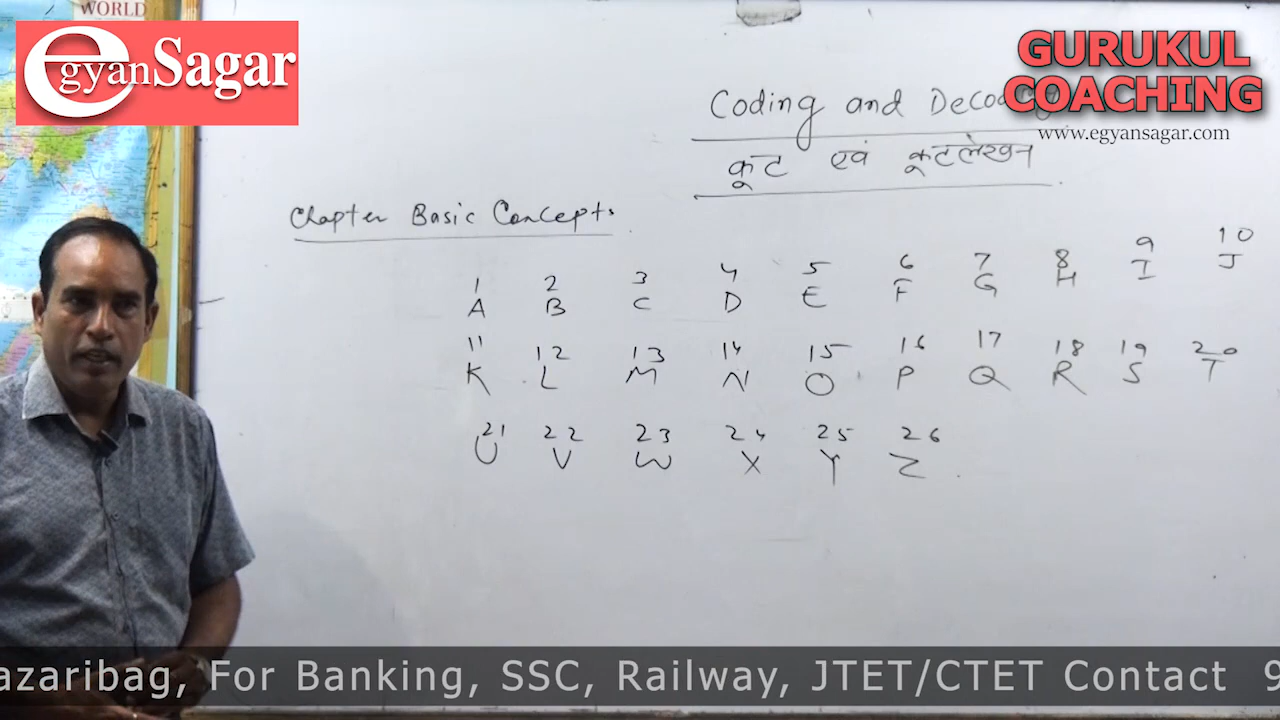 WORLD
egyanSagar
GURUKUL
COACHING
www.egyansagar.com
Coding and
कूट एवं कूटलेखन
Chapter Basic Concepts.
1 2 3 4 5 6 7 8 9 10
A B C D E F G H I J
11 12 13 14 15 16 17 18 19 20
K L M N O P Q R S T
21 22 23 24 25 26
U V W X Y Z .
azaribag, For Banking, SSC, Railway, JTET/CTET Contact 9